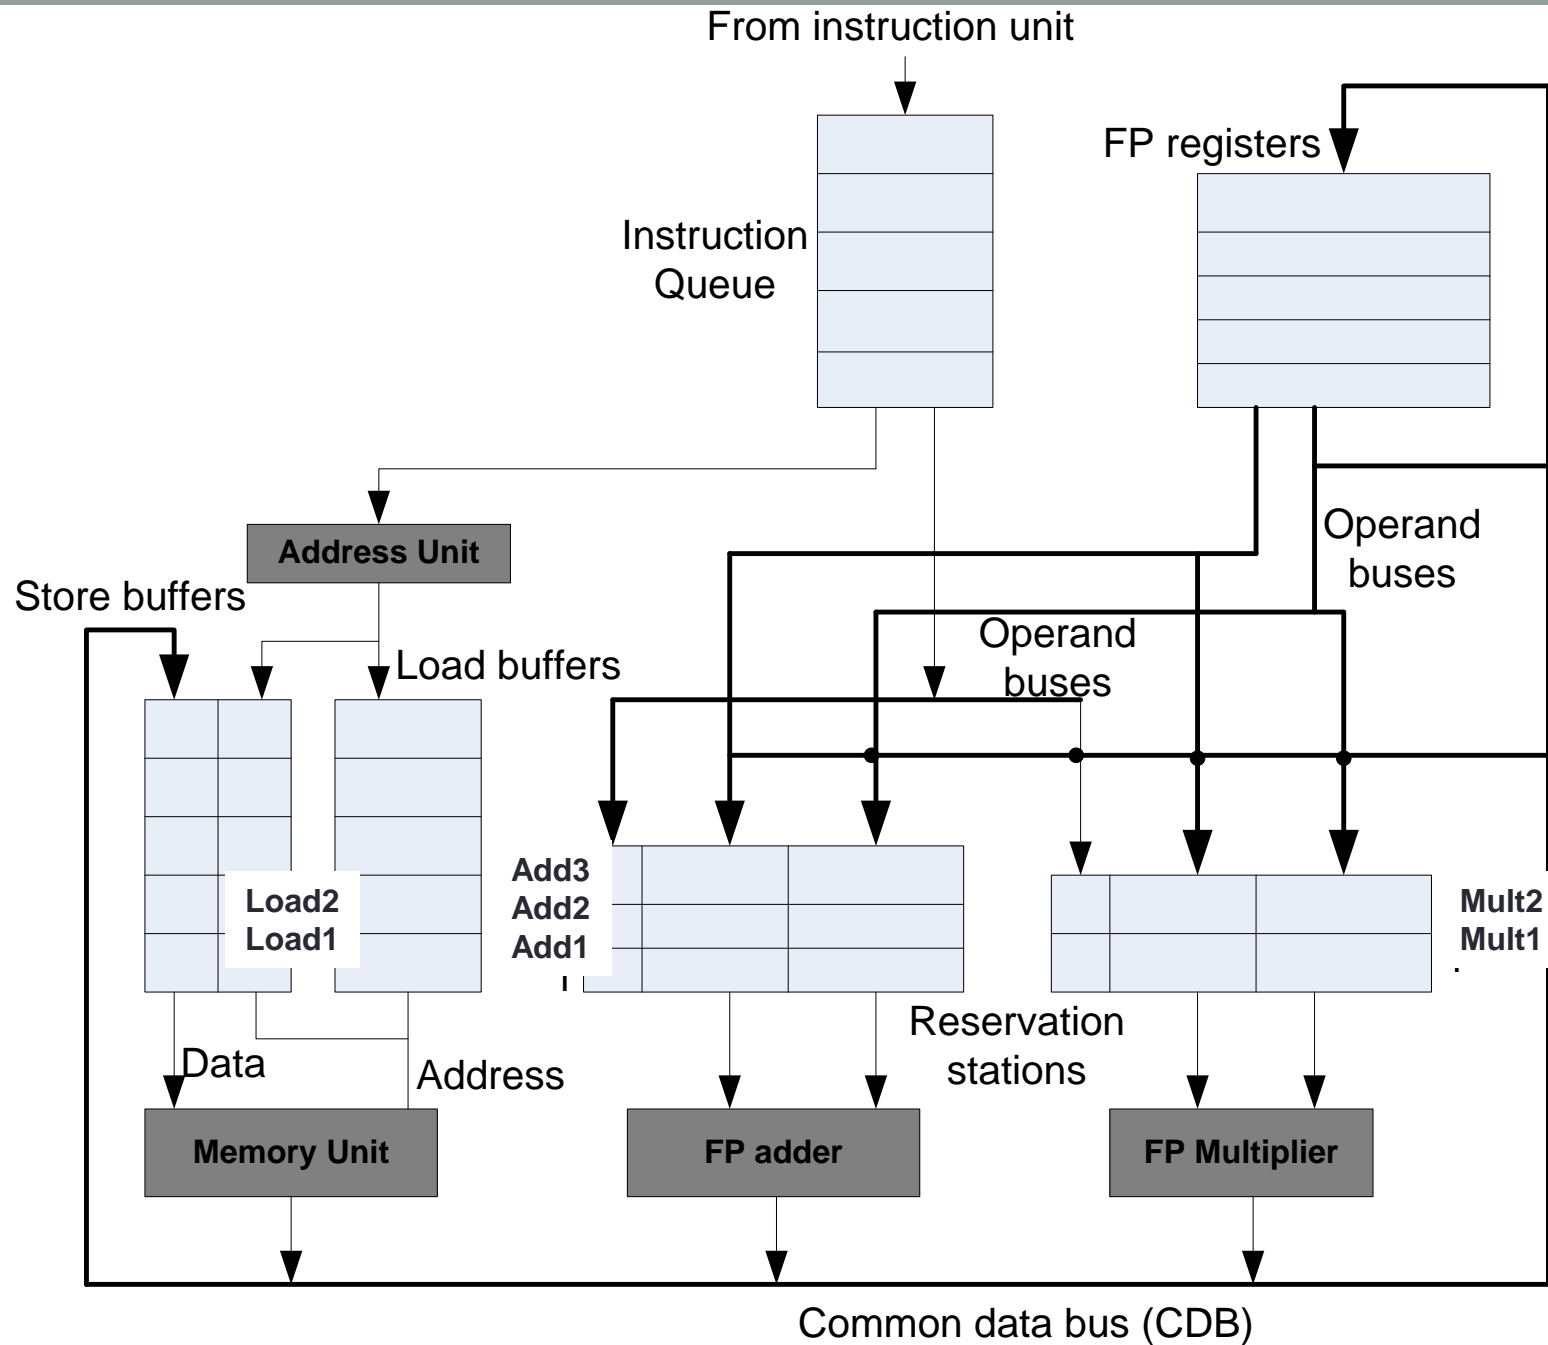 From instruction unit
FP registers
Instruction
Queue
Operand
buses
Address Unit
Store buffers
Operand
buses
Load buffers
Add3
Add2
Add1
Load2
Load1
Mult2
Mult1
Reservation
stations
Data
Address
Memory Unit
FP adder
FP Multiplier
Common data bus (CDB)